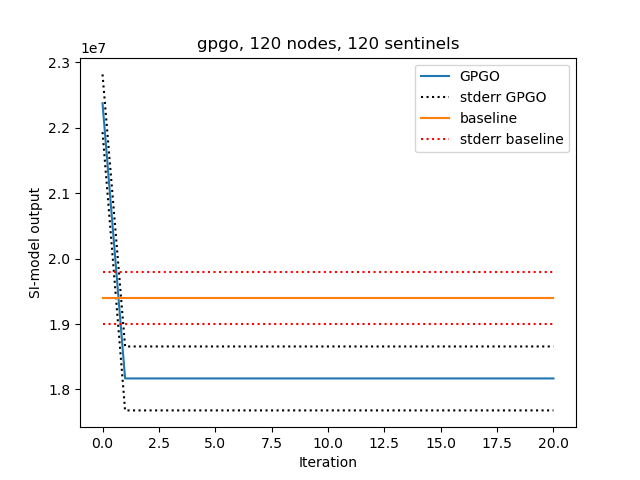 gpgo, 120 nodes, 120 sentinels
1e7
2.3
2.2
2.1
2.0
1.9
1.8
SI-model output
GPGO
stderr GPGO
baseline
stderr baseline
0.0 2.5 5.0 7.5 10.0 12.5 15.0 17.5 20.0
Iteration